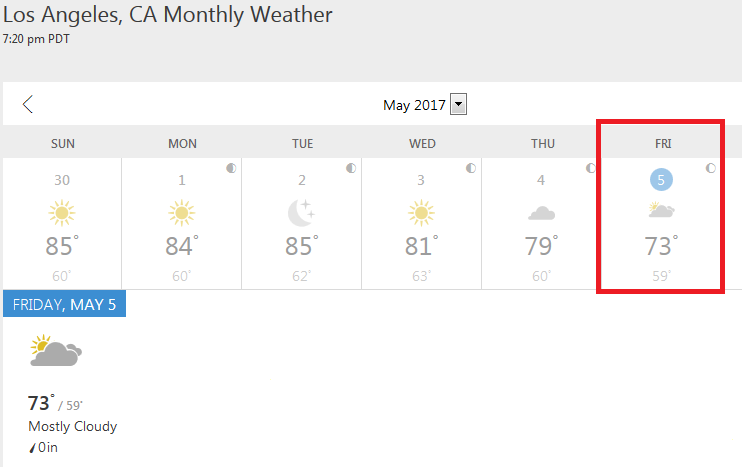 Los Angeles, CA Monthly Weather
7:20 pm PDT
May 2017
SUN MON TUE WED THU FRI
30 1 2 3 4 5
85° 84° 85° 81° 79° 73°
60° 60° 62° 63° 60° 59°
FRIDAY, MAY 5
73° / 59°
Mostly Cloudy
0in